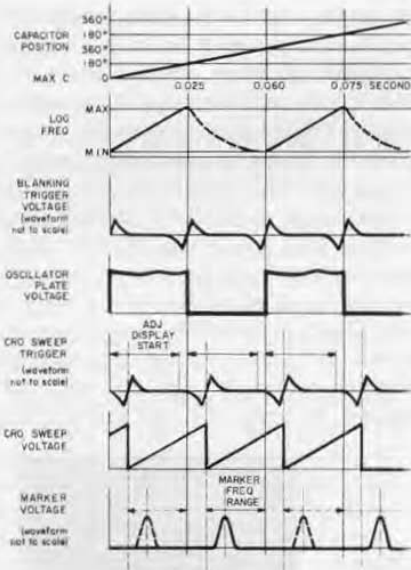 360°
CAPACITOR 180°
POSITION 360°
180°
MAX C 0
0.025 0.050 0.075 SECOND
LOG MAX
FREQ
MIN
BLANKING
TRIGGER
VOLTAGE
(waveform
not to scale)
OSCILLATOR
PLATE
VOLTAGE
ADJ
DISPLAY
START
CRO SWEEP
TRIGGER
(waveform
not to scale)
CRO SWEEP
VOLTAGE
MARKER
FREQ
RANGE
MARKER
VOLTAGE
(waveform
not to scale)